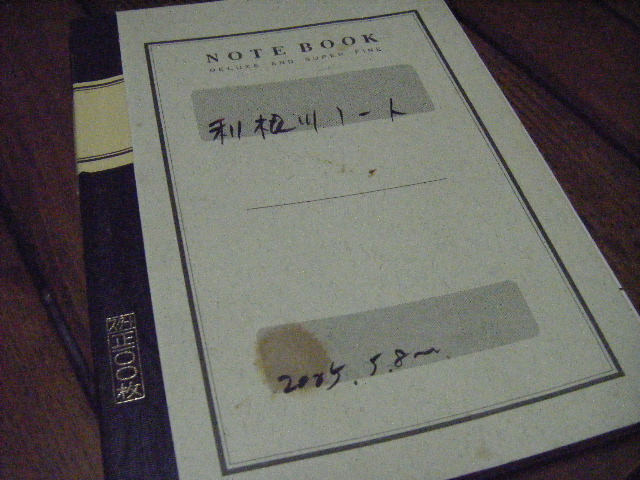 NOTE BOOK
DELUXE AND SUPER FINE
利根川ノート
2005.5.8〜